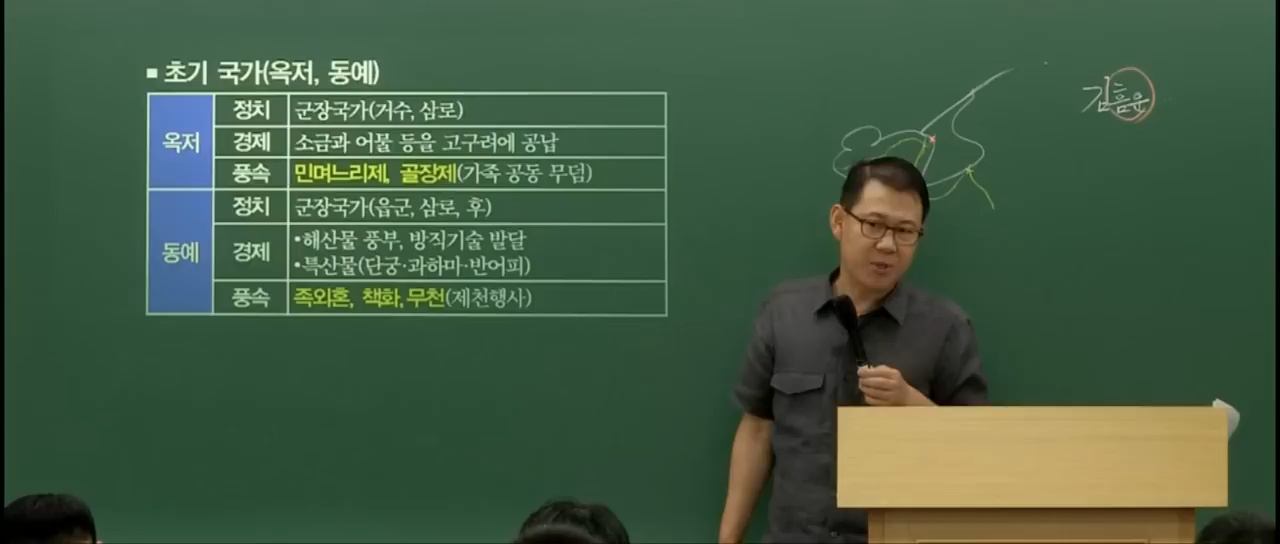 ▪ 초기 국가(옥저, 동예)
옥저
정치
군장국가(거수, 삼로)
경제
소금과 어물 등을 고구려에 공납
풍속
민며느리제, 골장제(가족 공동 무덤)
동예
정치
군장국가(읍군, 삼로, 후)
경제
•해산물 풍부, 방직기술 발달
•특산물(단궁·과하마·반어피)
풍속
족외혼, 책화, 무천(제천행사)
김흠윤